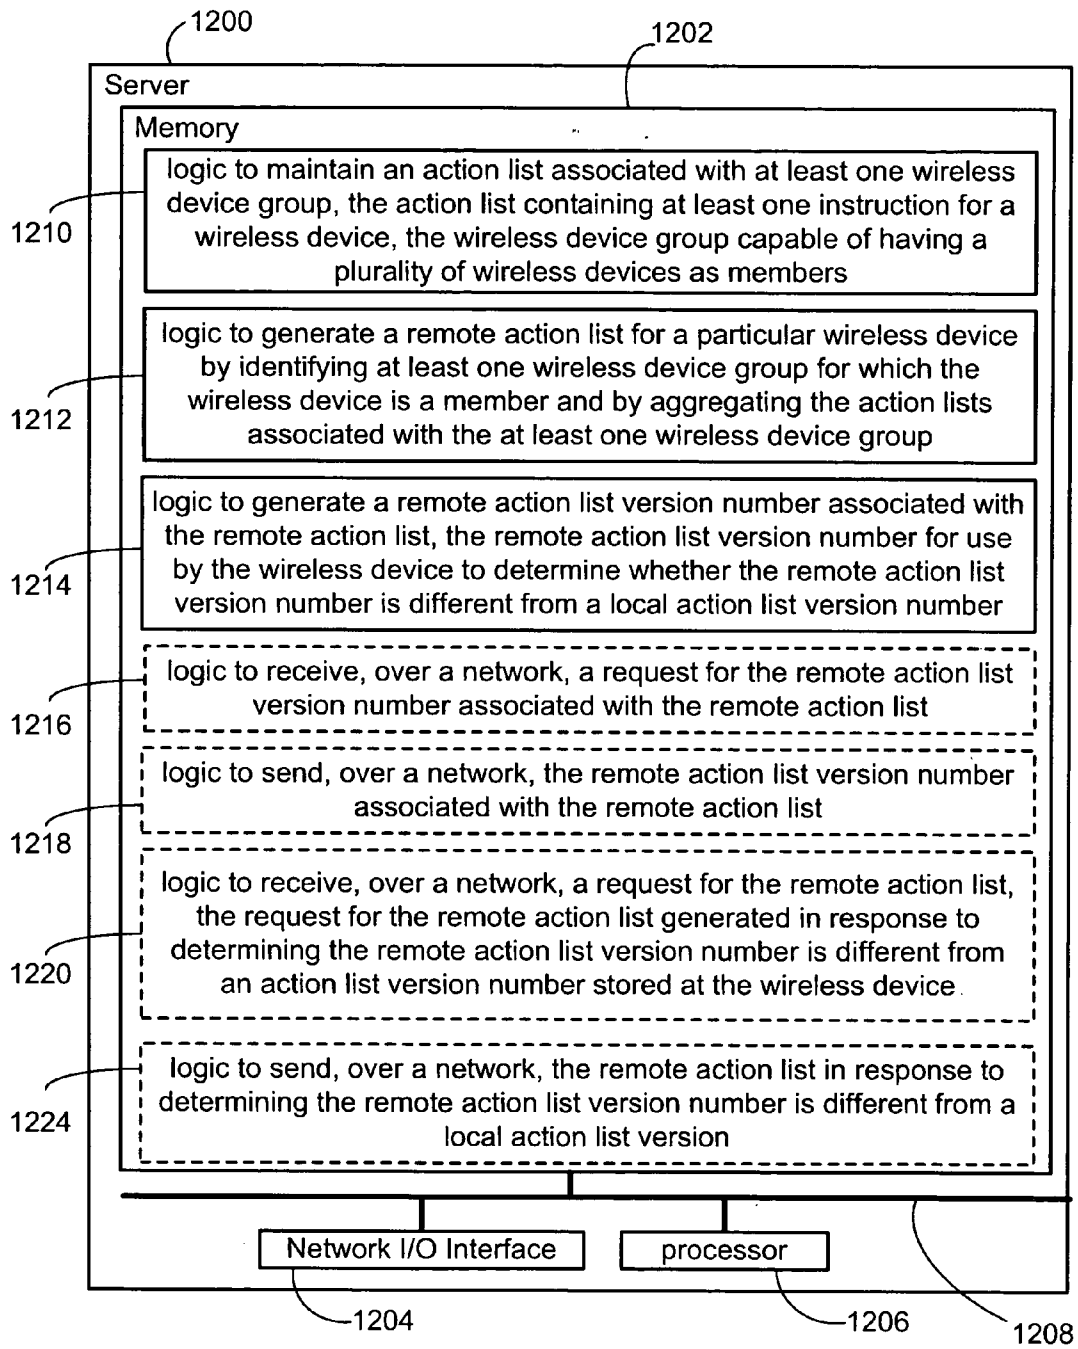 1200
1202
Server
Memory
logic to maintain an action list associated with at least one wireless
device group, the action list containing at least one instruction for a
wireless device, the wireless device group capable of having a
plurality of wireless devices as members
1210
logic to generate a remote action list for a particular wireless device
by identifying at least one wireless device group for which the
wireless device is a member and by aggregating the action lists
associated with the at least one wireless device group
1212
logic to generate a remote action list version number associated with
the remote action list, the remote action list version number for use
by the wireless device to determine whether the remote action list
version number is different from a local action list version number
1214
logic to receive, over a network, a request for the remote action list
version number associated with the remote action list
1216
logic to send, over a network, the remote action list version number
associated with the remote action list
1218
logic to receive, over a network, a request for the remote action list,
the request for the remote action list generated in response to
determining the remote action list version number is different from
an action list version number stored at the wireless device.
1220
logic to send, over a network, the remote action list in response to
determining the remote action list version number is different from a
local action list version
1224
Network I/O Interface
processor
1204
1206
1208